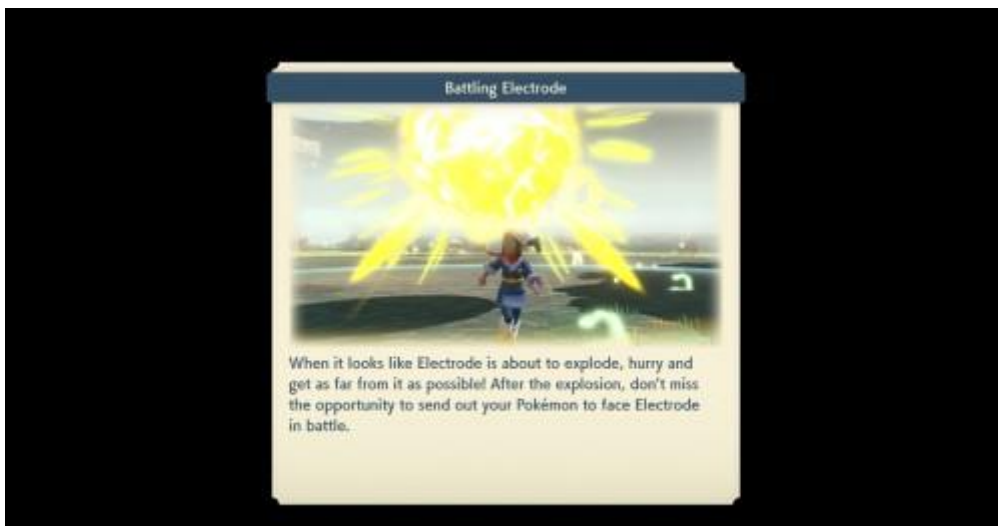 Battling Electrode
When it looks like Electrode is about to explode, hurry and
get as far from it as possible! After the explosion, don't miss
the opportunity to send out your Pokémon to face Electrode
in battle.